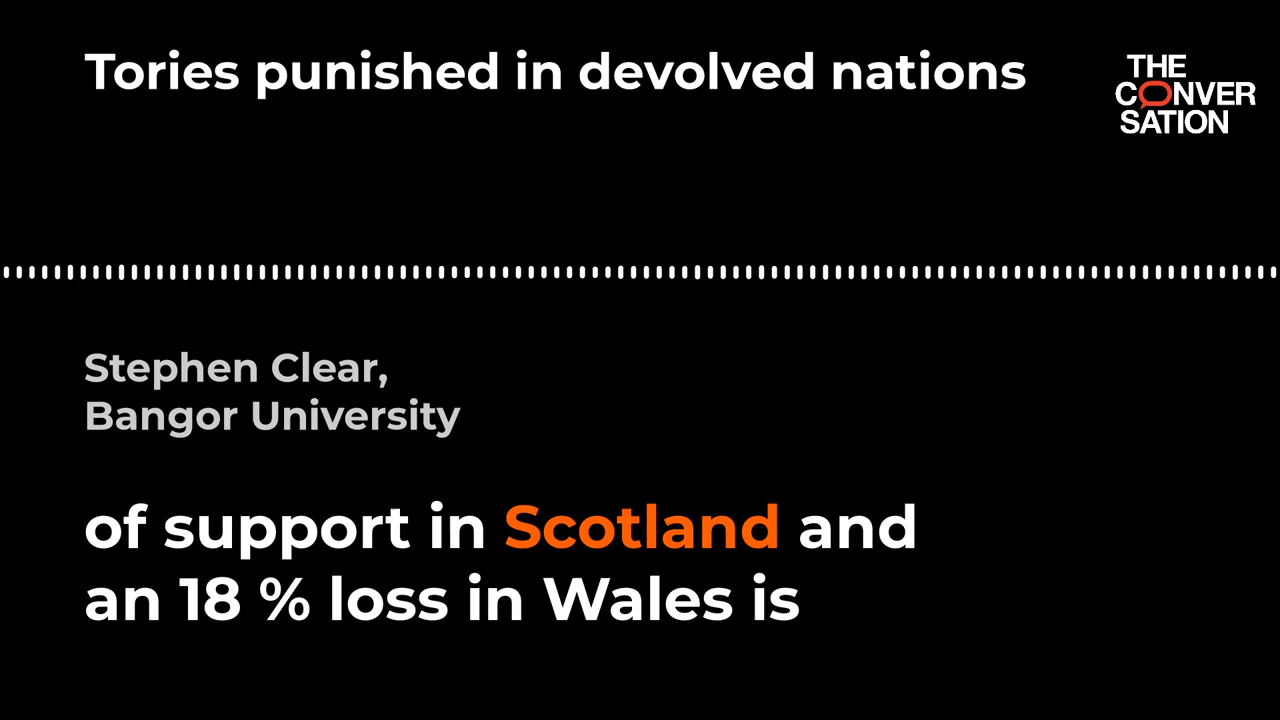 Tories punished in devolved nations
THE
CONVER
SATION
Stephen Clear,
Bangor University
of support in Scotland and
an 18 % loss in Wales is